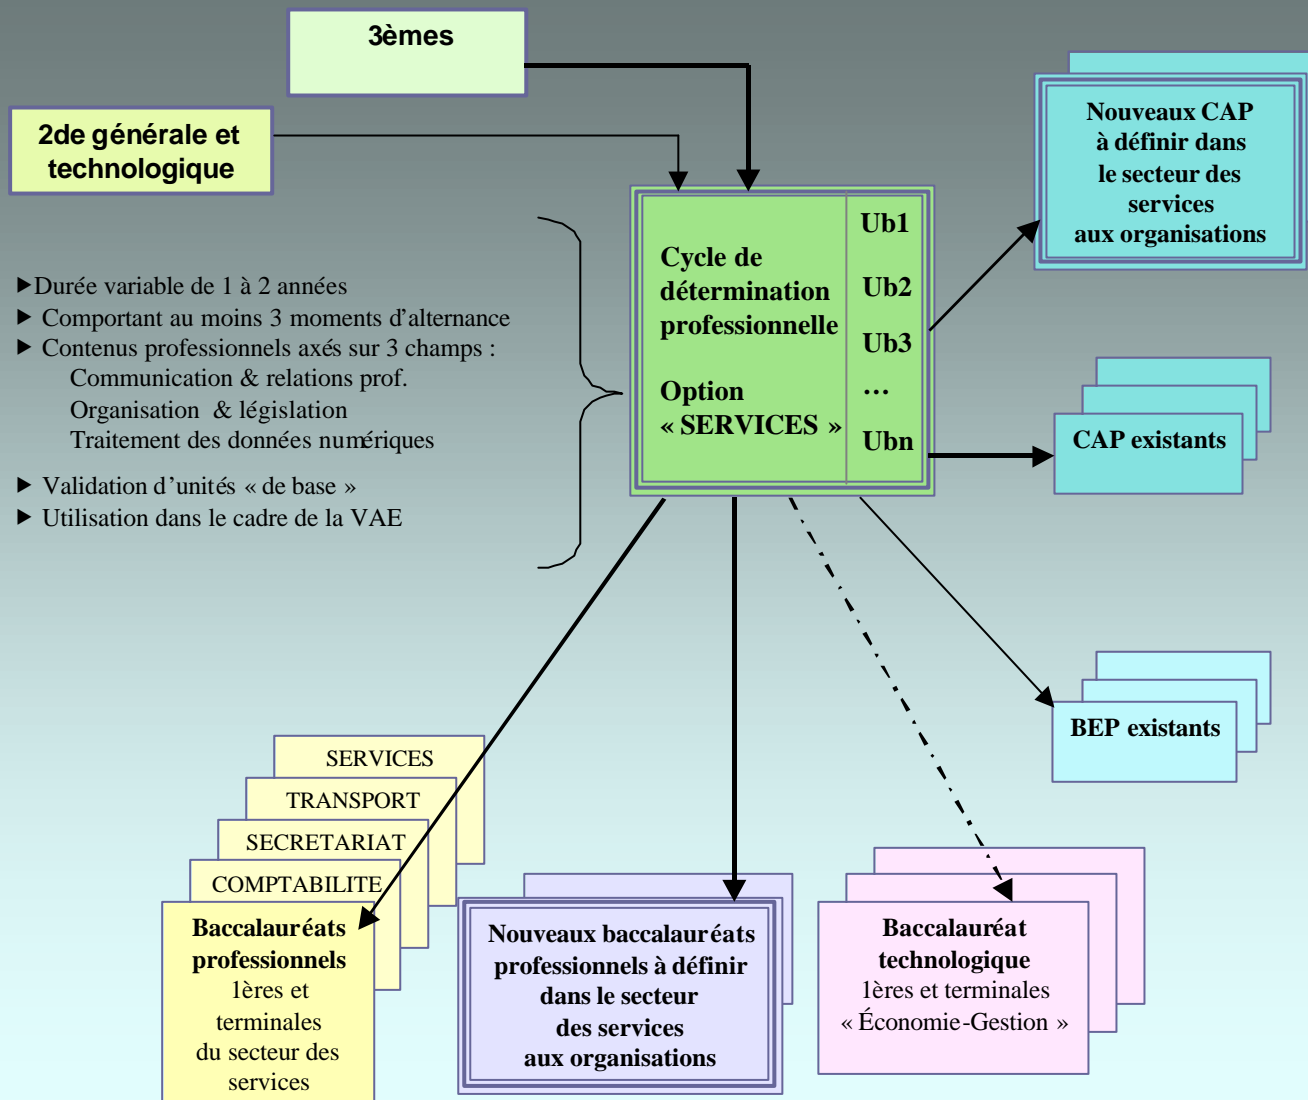 3èmes
2de générale et
technologique
Nouveaux CAP
à définir dans
le secteur des
services
aux organisations
Cycle de
détermination
professionnelle
Option
« SERVICES »
Ub1
Ub2
Ub3
…
Ubn
Durée variable de 1 à 2 années
Comportant au moins 3 moments d’alternance
Contenus professionnels axés sur 3 champs :
Communication & relations prof.
Organisation & législation
Traitement des données numériques
Validation d’unités « de base »
Utilisation dans le cadre de la VAE
CAP existants
BEP existants
SERVICES
TRANSPORT
SECRETARIAT
COMPTABILITE
Baccalauréats
professionnels
1ères et
terminales
du secteur des
services
Nouveaux baccalauréats
professionnels à définir
dans le secteur
des services
aux organisations
Baccalauréat
technologique
1ères et terminales
« Économie-Gestion »